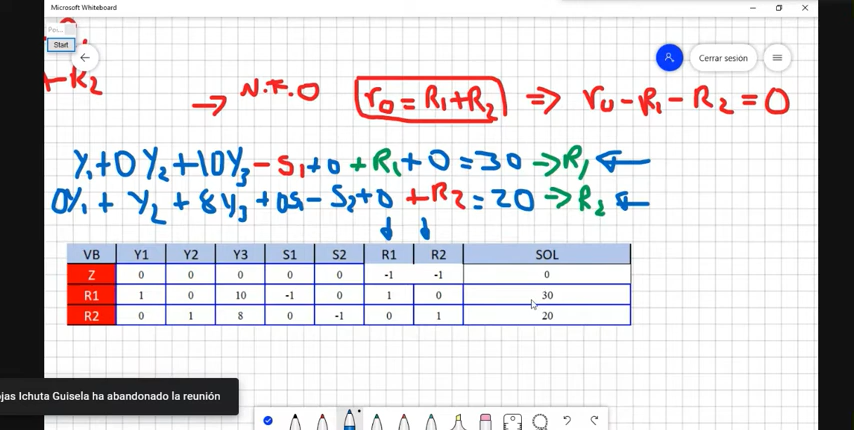 Microsoft Whiteboard
Pos...
Start
Cerrar sesión
+R2
→ N.F.O r0 = R1+R2 ⇒ r0 - R1 - R2 = 0
Y1+0Y2+10Y3-S1+0+R1+0=30→R1
0Y1+Y2+8Y3+0S1-S2+0+R2=20→R2
VB Y1 Y2 Y3 S1 S2 R1 R2 SOL
Z 0 0 0 0 0 -1 -1 0
R1 1 0 10 -1 0 1 0 30
R2 0 1 8 0 -1 0 1 20
ojas Ichuta Guisela ha abandonado la reunión